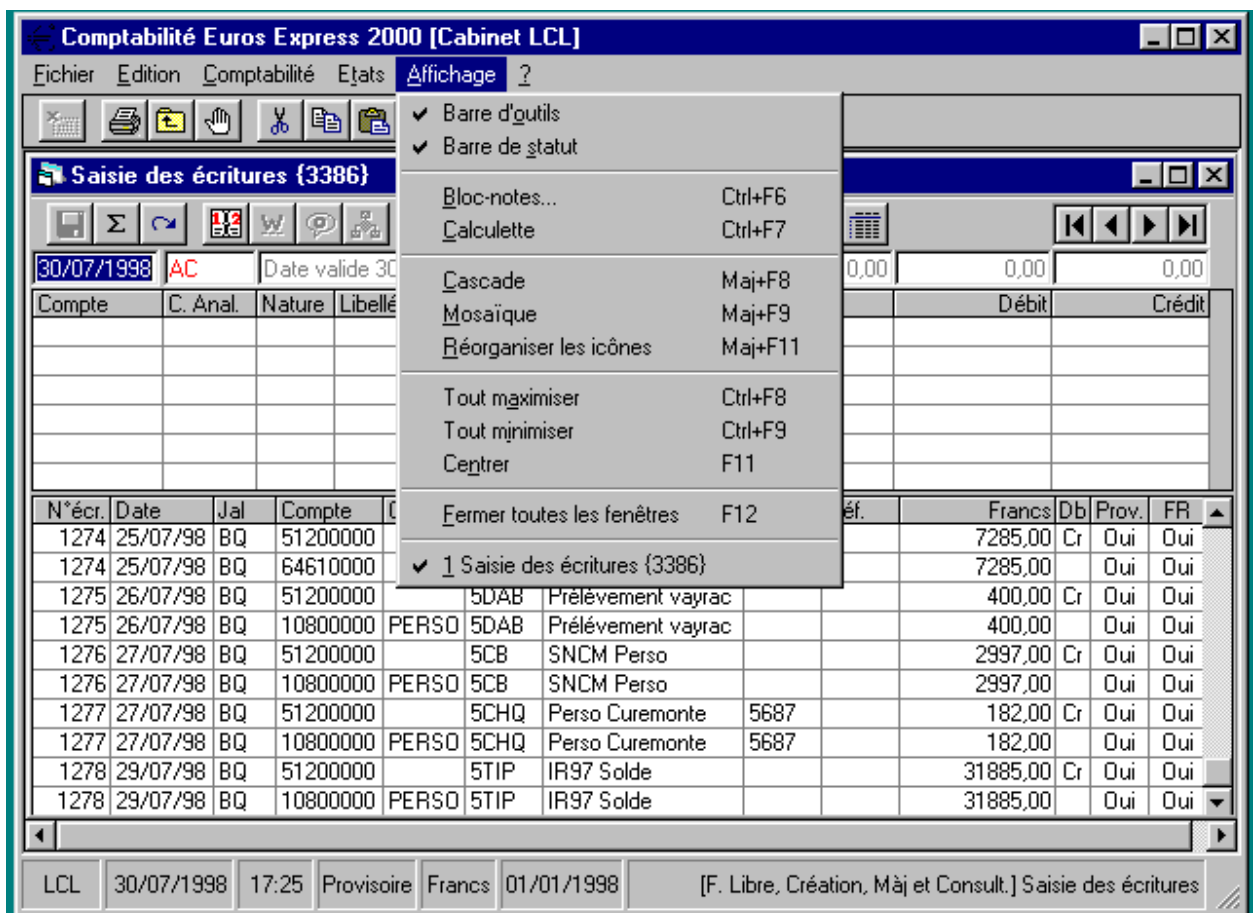 Comptabilité Euros Express 2000 [Cabinet LCL]
Fichier Edition Comptabilité Etats Affichage ?
Barre d'outils
Barre de statut
Bloc-notes... Ctrl+F6
Calculette Ctrl+F7
Cascade Maj+F8
Mosaïque Maj+F9
Réorganiser les icônes Maj+F11
Tout maximiser Ctrl+F8
Tout minimiser Ctrl+F9
Centrer F11
Fermer toutes les fenêtres F12
1 Saisie des écritures {3386}
Saisie des écritures {3386}
30/07/1998 AC Date valide 0,00 0,00 0,00
Compte C. Anal. Nature Libellé Débit Crédit
N°écr. Date Jal Compte Francs Db Prov. FR
1274 25/07/98 BQ 51200000 7285,00 Cr Oui Oui
1274 25/07/98 BQ 64610000 7285,00 Oui Oui
1275 26/07/98 BQ 51200000 5DAB Prélévement vayrac 400,00 Cr Oui Oui
1275 26/07/98 BQ 10800000 PERSO 5DAB Prélévement vayrac 400,00 Oui Oui
1276 27/07/98 BQ 51200000 5CB SNCM Perso 2997,00 Cr Oui Oui
1276 27/07/98 BQ 10800000 PERSO 5CB SNCM Perso 2997,00 Oui Oui
1277 27/07/98 BQ 51200000 5CHQ Perso Curemonte 5687 182,00 Cr Oui Oui
1277 27/07/98 BQ 10800000 PERSO 5CHQ Perso Curemonte 5687 182,00 Oui Oui
1278 29/07/98 BQ 51200000 5TIP IR97 Solde 31885,00 Cr Oui Oui
1278 29/07/98 BQ 10800000 PERSO 5TIP IR97 Solde 31885,00 Oui Oui
LCL 30/07/1998 17:25 Provisoire Francs 01/01/1998 [F. Libre, Création, Màj et Consult.] Saisie des écritures